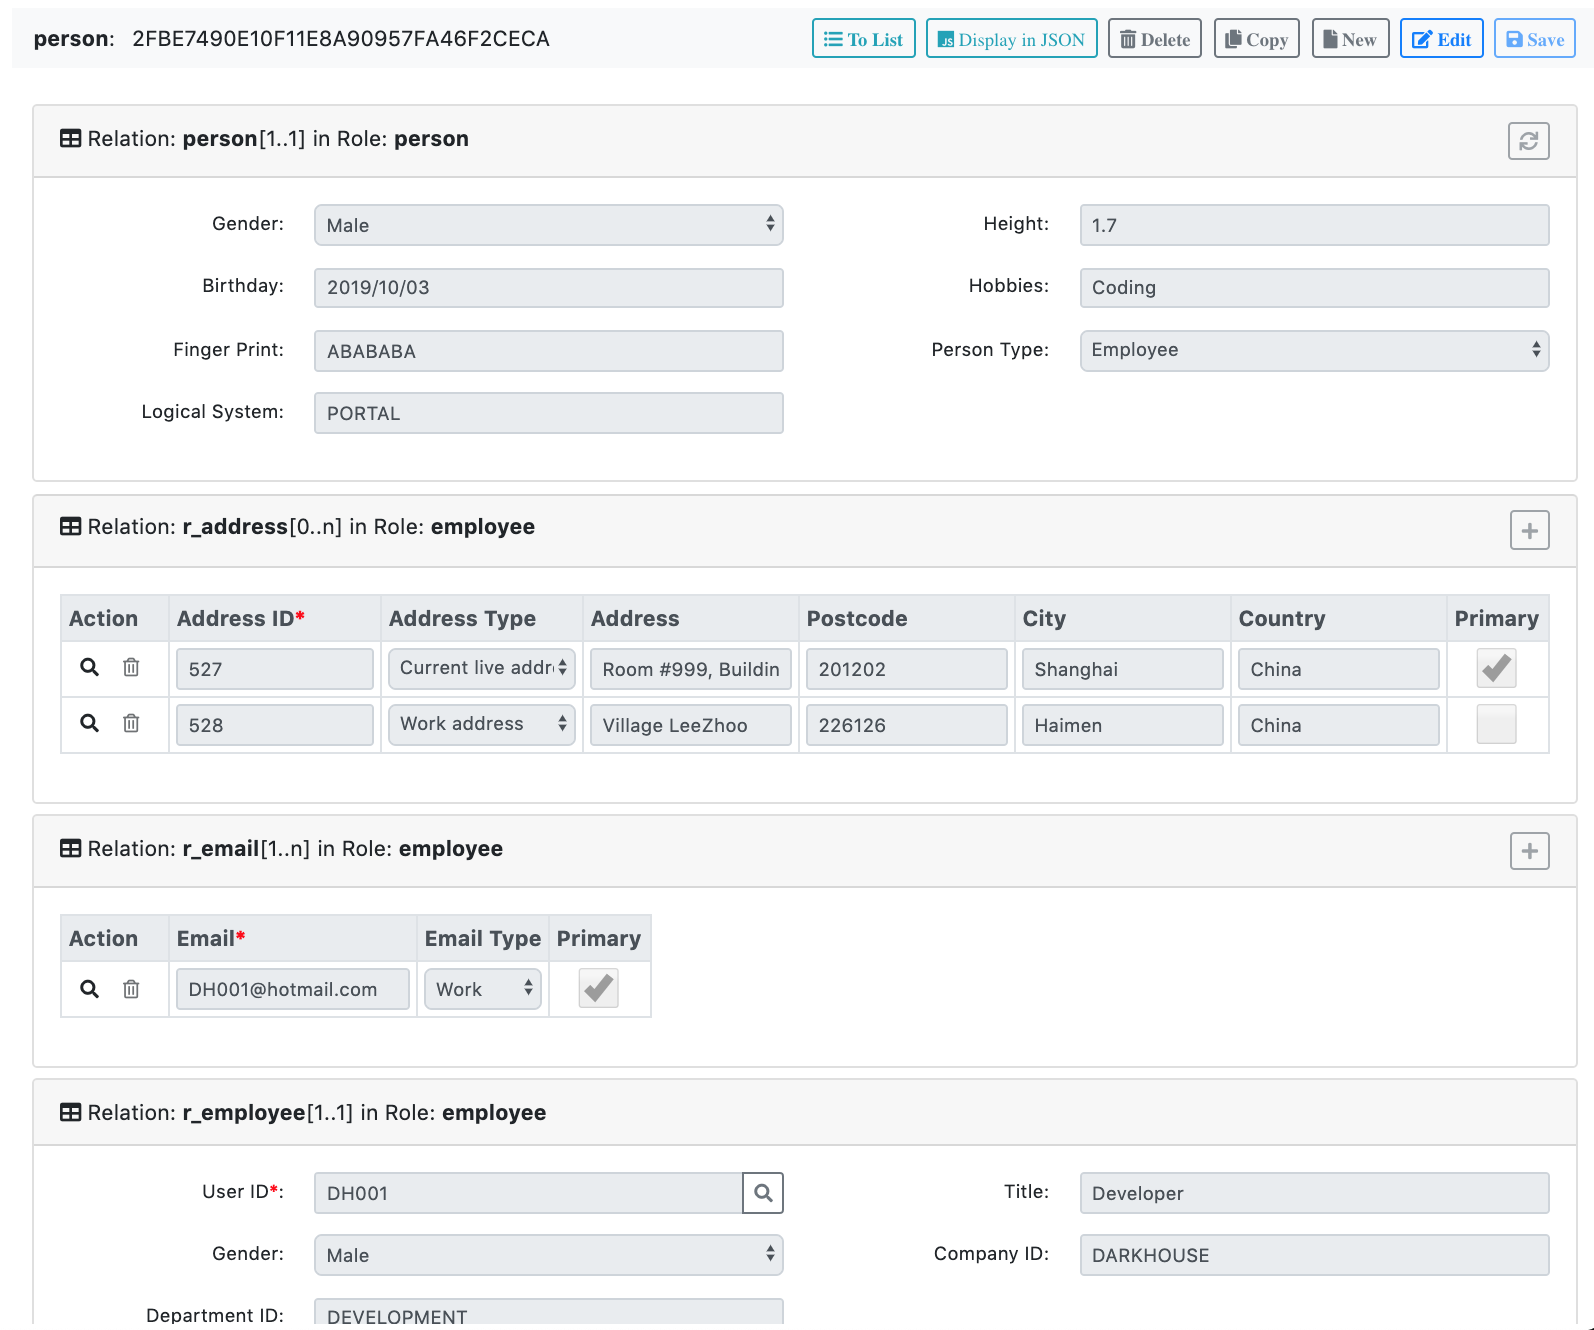 person: 2FBE7490E10F11E8A90957FA46F2CECA To List Display in JSON Delete Copy New Edit Save
Relation: person[1..1] in Role: person
Gender: Male Height: 1.7
Birthday: 2019/10/03 Hobbies: Coding
Finger Print: ABABABA Person Type: Employee
Logical System: PORTAL
Relation: r_address[0..n] in Role: employee
Action Address ID* Address Type Address Postcode City Country Primary
527 Current live addr Room #999, Buildin 201202 Shanghai China
528 Work address Village LeeZhoo 226126 Haimen China
Relation: r_email[1..n] in Role: employee
Action Email* Email Type Primary
DH001@hotmail.com Work
Relation: r_employee[1..1] in Role: employee
User ID*: DH001 Title: Developer
Gender: Male Company ID: DARKHOUSE
Department ID: DEVELOPMENT